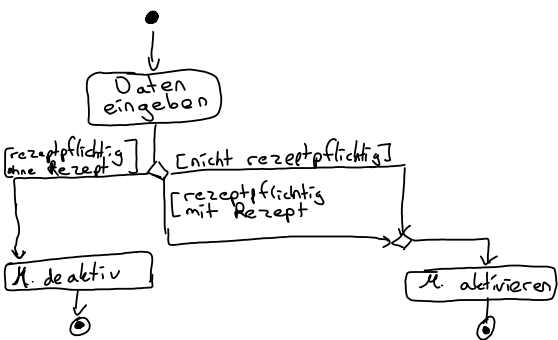 Daten
eingeben
[rezeptpflichtig
ohne Rezept]
[nicht rezeptpflichtig]
[rezeptpflichtig
mit Rezept
M. deaktiv
M. aktivieren